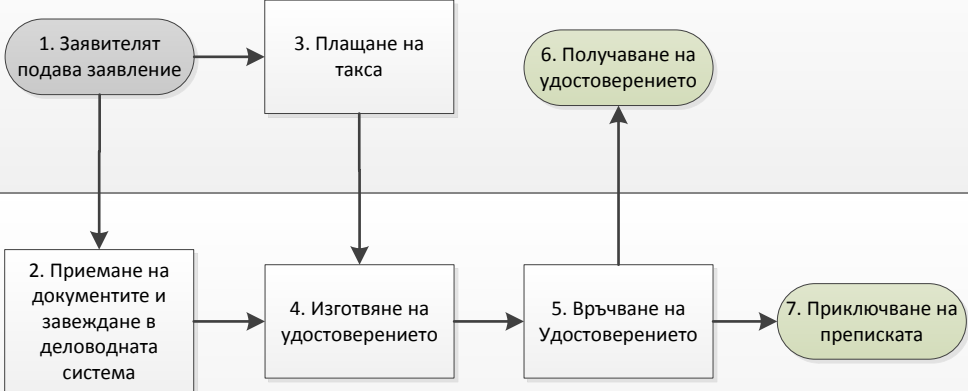 1. Заявителят
подава заявление
3. Плащане на
такса
6. Получаване на
удостоверението
2. Приемане на
документите и
завеждане в
деловодната
система
4. Изготвяне на
удостоверението
5. Връчване на
Удостоверението
7. Приключване на
преписката